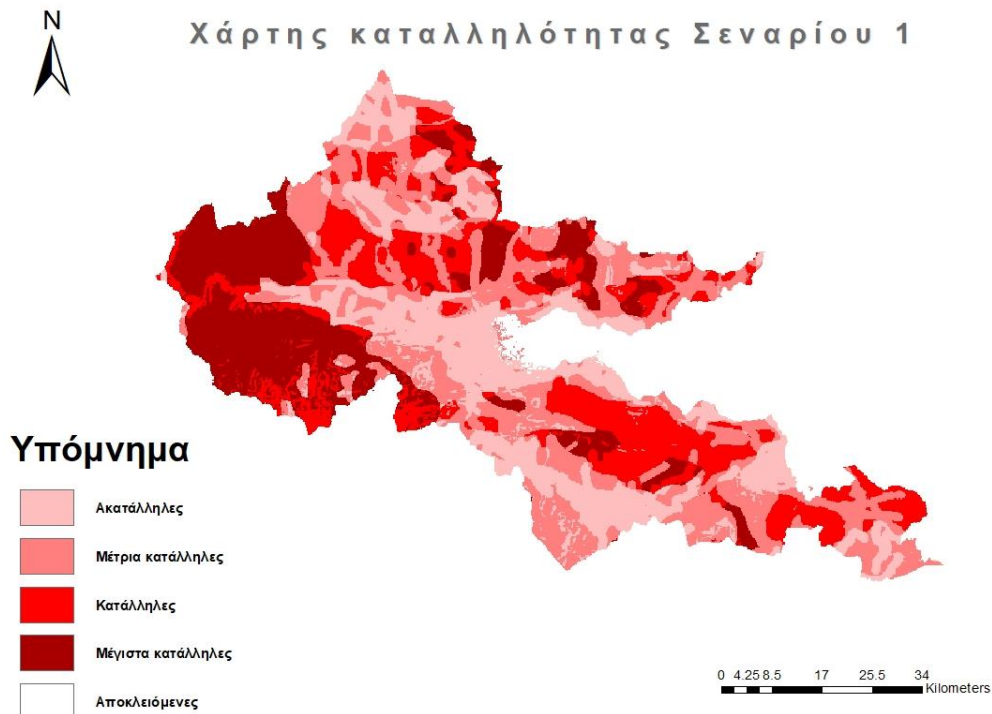 N
Χάρτης καταλληλότητας Σεναρίου 1
Υπόμνημα
Ακατάλληλες
Μέτρια κατάλληλες
Κατάλληλες
Μέγιστα κατάλληλες
Αποκλειόμενες
0 4.25 8.5 17 25.5 34
Kilometers